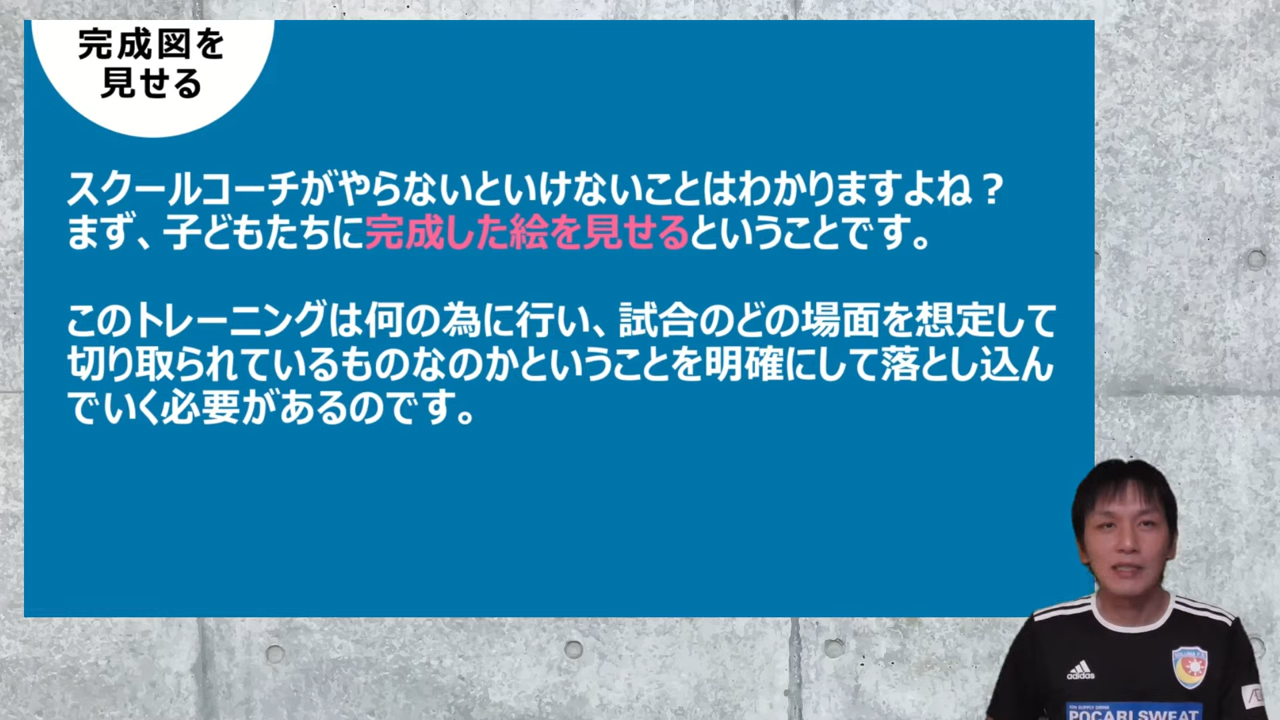 完成図を
見せる
スクールコーチがやらないといけないことはわかりますよね？
まず、子どもたちに完成した絵を見せるということです。
このトレーニングは何の為に行い、試合のどの場面を想定して
切り取られているものなのかということを明確にして落とし込ん
でいく必要があるのです。
adidas
POCARI SWEAT